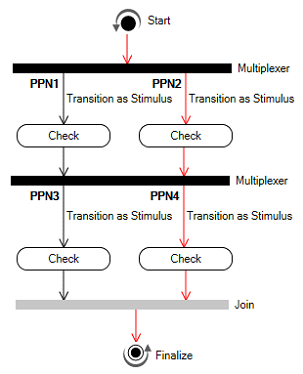 Start
Multiplexer
PPN1 PPN2
Transition as Stimulus Transition as Stimulus
Check Check
Multiplexer
PPN3 PPN4
Transition as Stimulus Transition as Stimulus
Check Check
Join
Finalize